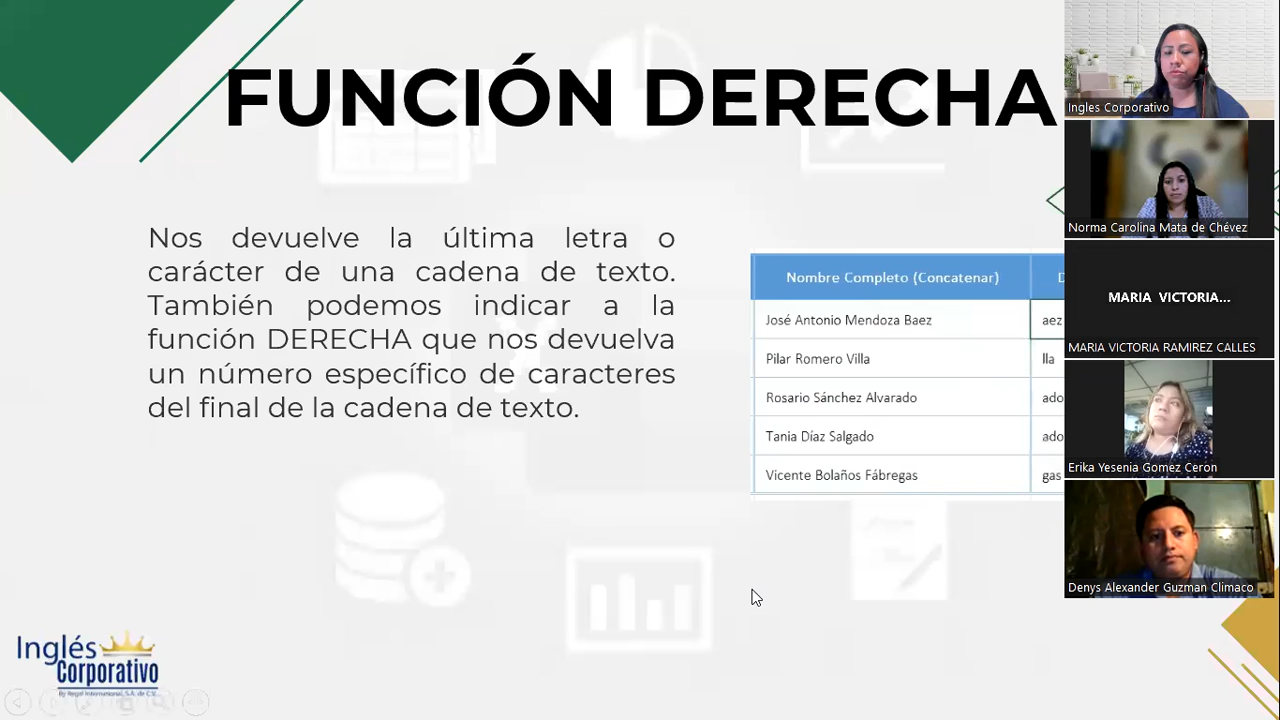 FUNCIÓN DERECHA
Nos devuelve la última letra o
carácter de una cadena de texto.
También podemos indicar a la
función DERECHA que nos devuelva
un número específico de caracteres
del final de la cadena de texto.
Nombre Completo (Concatenar) D
José Antonio Mendoza Baez aez
Pilar Romero Villa lla
Rosario Sánchez Alvarado ado
Tania Díaz Salgado ado
Vicente Bolaños Fábregas gas
Ingles Corporativo
Norma Carolina Mata de Chévez
MARIA VICTORIA...
MARIA VICTORIA RAMIREZ CALLES
Erika Yesenia Gomez Ceron
Denys Alexander Guzman Climaco
Inglés
Corporativo
By Regal International, S.A. de C.V.